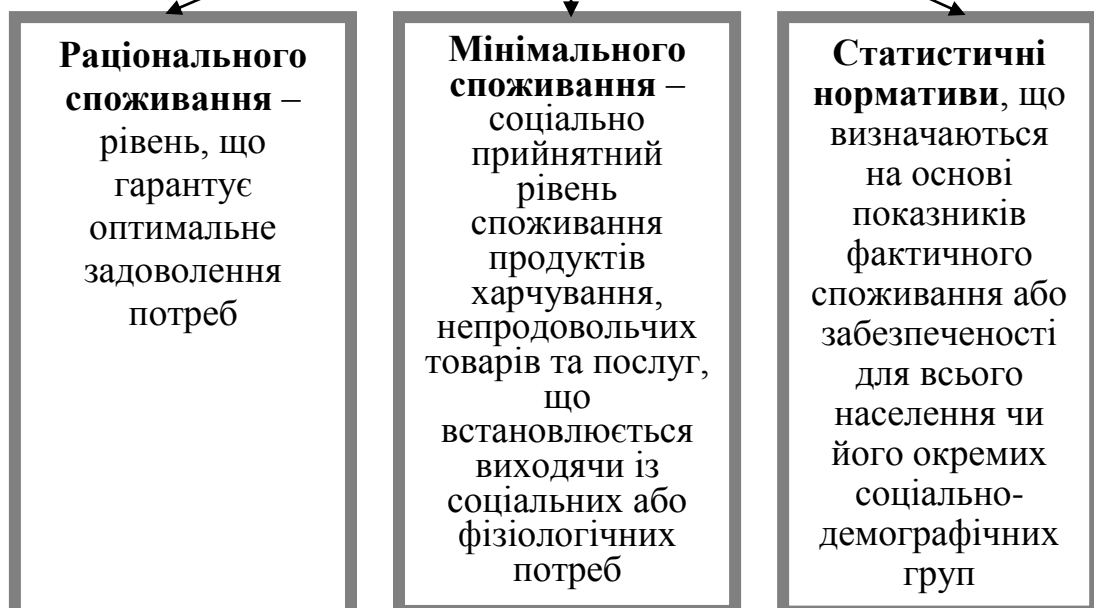 Раціонального
споживання –
рівень, що
гарантує
оптимальне
задоволення
потреб
Мінімального
споживання –
соціально
прийнятний
рівень
споживання
продуктів
харчування,
непродовольчих
товарів та послуг,
що
встановлюється
виходячи із
соціальних або
фізіологічних
потреб
Статистичні
нормативи, що
визначаються
на основі
показників
фактичного
споживання або
забезпеченості
для всього
населення чи
його окремих
соціально-
демографічних
груп